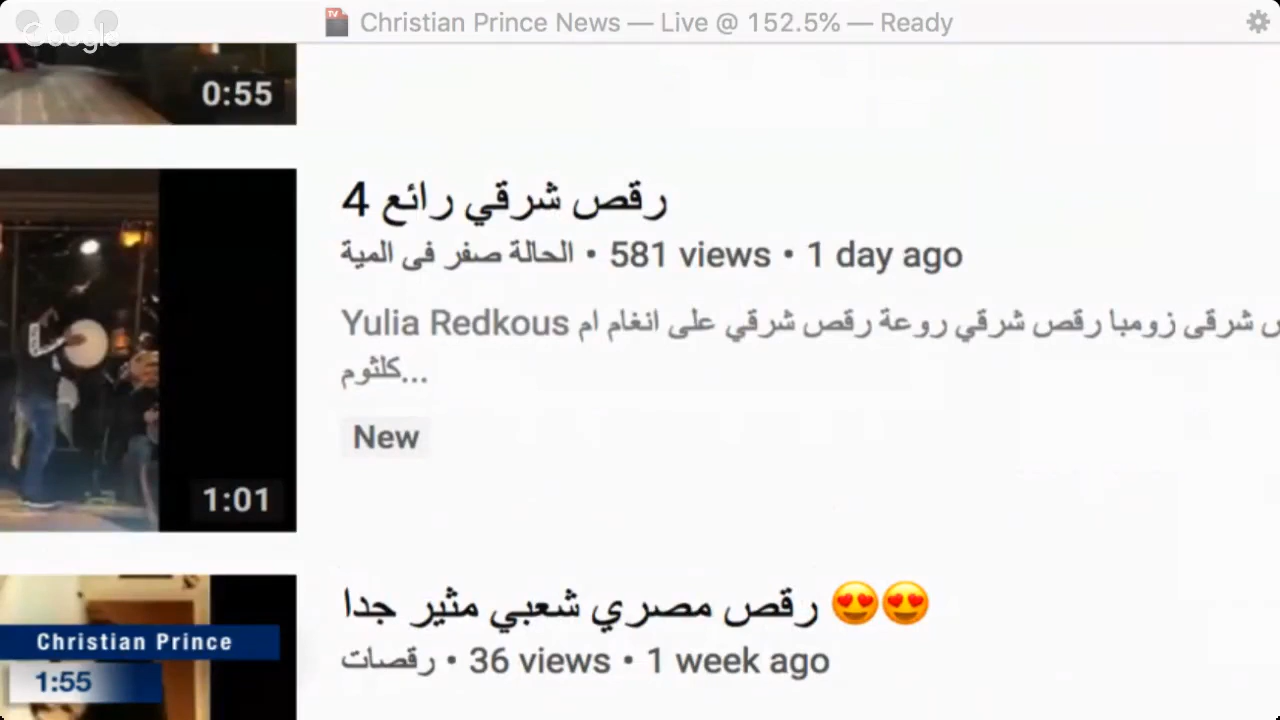 Christian Prince News — Live @ 152.5% — Ready
Google
0:55
رقص شرقي رائع 4
الحالة صفر فى المية • 581 views • 1 day ago
Yulia Redkous رقص شرقى زومبا رقص شرقي روعة رقص شرقي على انغام ام
كلثوم...
New
1:01
رقص مصري شعبي مثير جدا 😍😍
رقصات • 36 views • 1 week ago
Christian Prince
1:55